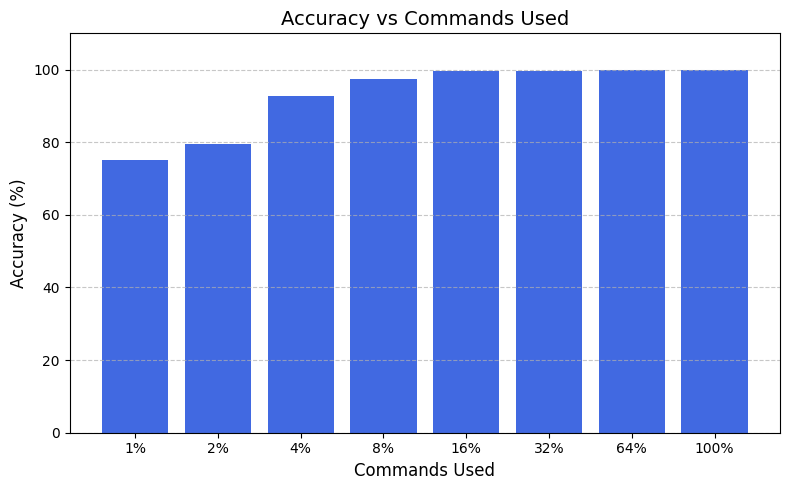 Accuracy vs Commands Used
Accuracy (%)
100
80
60
40
20
0
1% 2% 4% 8% 16% 32% 64% 100%
Commands Used